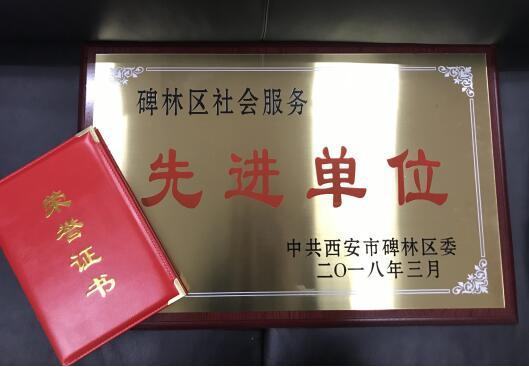 碑林区社会服务
先进单位
中共西安市碑林区委
二〇一八年三月
荣誉证书